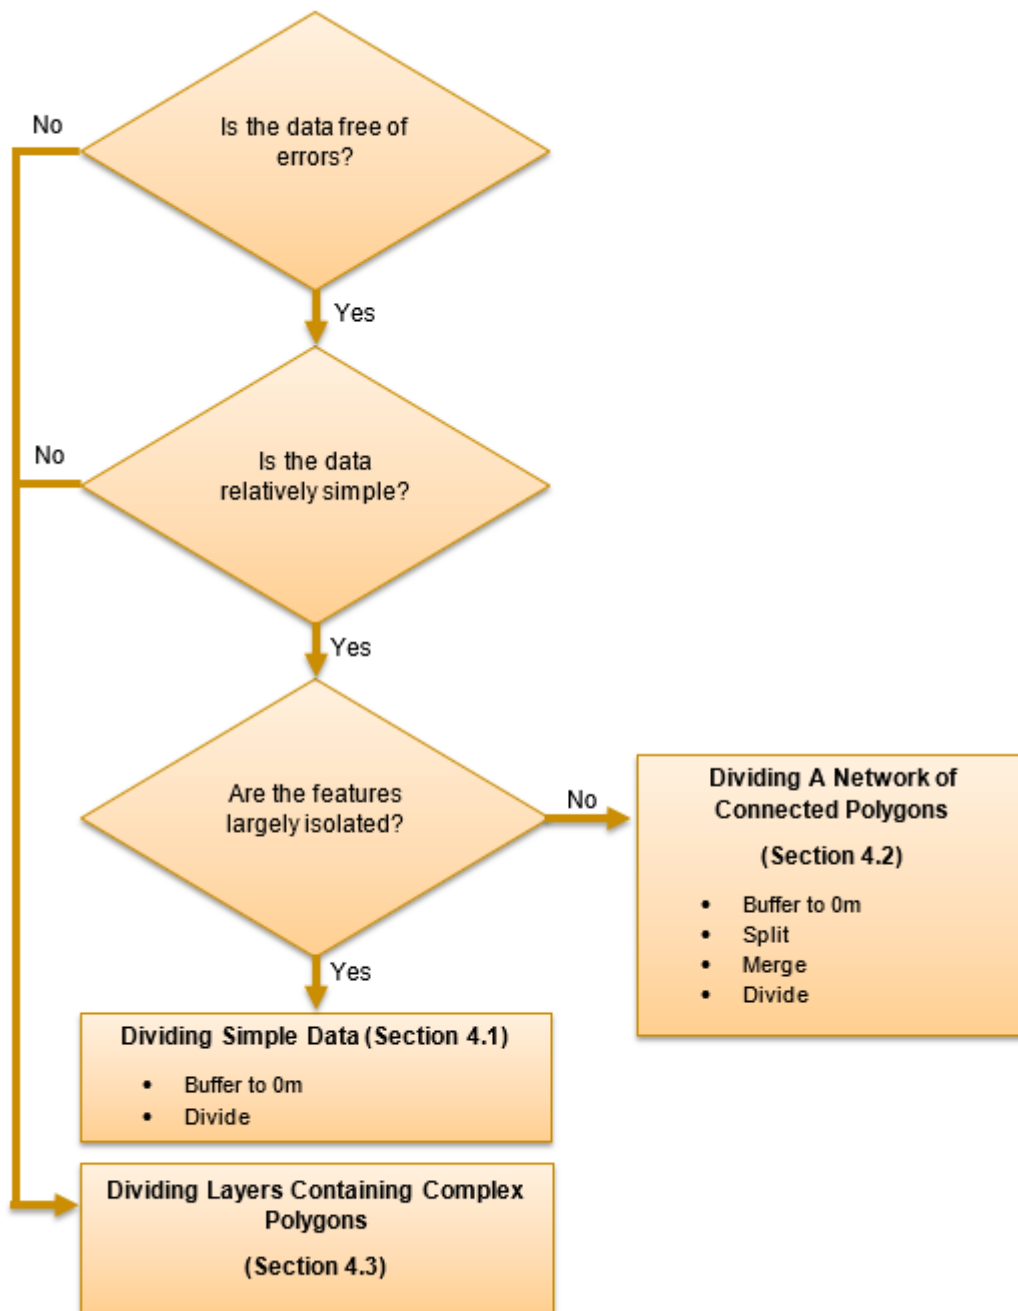 No
Is the data free of
errors?
Yes
No
Is the data
relatively simple?
Yes
Are the features
largely isolated?
No
Dividing A Network of
Connected Polygons
(Section 4.2)
• Buffer to 0m
• Split
• Merge
• Divide
Yes
Dividing Simple Data (Section 4.1)
• Buffer to 0m
• Divide
Dividing Layers Containing Complex
Polygons
(Section 4.3)